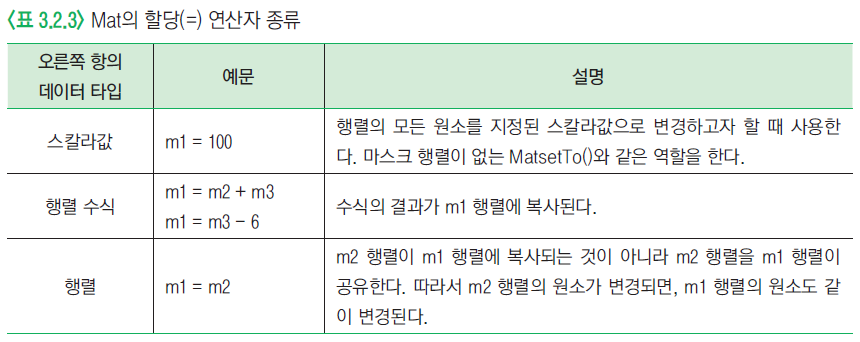 〈표 3.2.3〉 Mat의 할당(=) 연산자 종류
오른쪽 항의
데이터 타입
예문
설명
스칼라값
m1 = 100
행렬의 모든 원소를 지정된 스칼라값으로 변경하고자 할 때 사용한
다. 마스크 행렬이 없는 MatsetTo()와 같은 역할을 한다.
행렬 수식
m1 = m2 + m3
m1 = m3 − 6
수식의 결과가 m1 행렬에 복사된다.
행렬
m1 = m2
m2 행렬이 m1 행렬에 복사되는 것이 아니라 m2 행렬을 m1 행렬이
공유한다. 따라서 m2 행렬의 원소가 변경되면, m1 행렬의 원소도 같
이 변경된다.